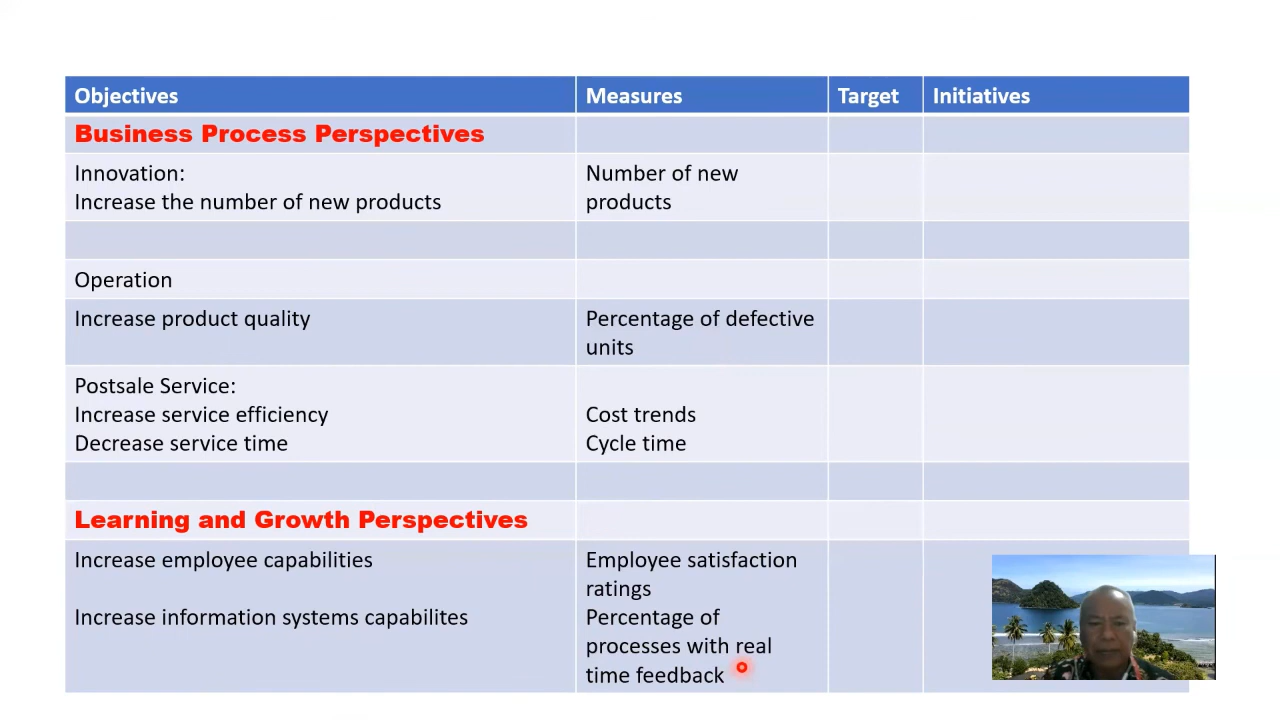 Objectives Measures Target Initiatives
Business Process Perspectives
Innovation: Number of new
Increase the number of new products products
Operation
Increase product quality Percentage of defective
units
Postsale Service:
Increase service efficiency Cost trends
Decrease service time Cycle time
Learning and Growth Perspectives
Increase employee capabilities Employee satisfaction
ratings
Increase information systems capabilites Percentage of
processes with real
time feedback